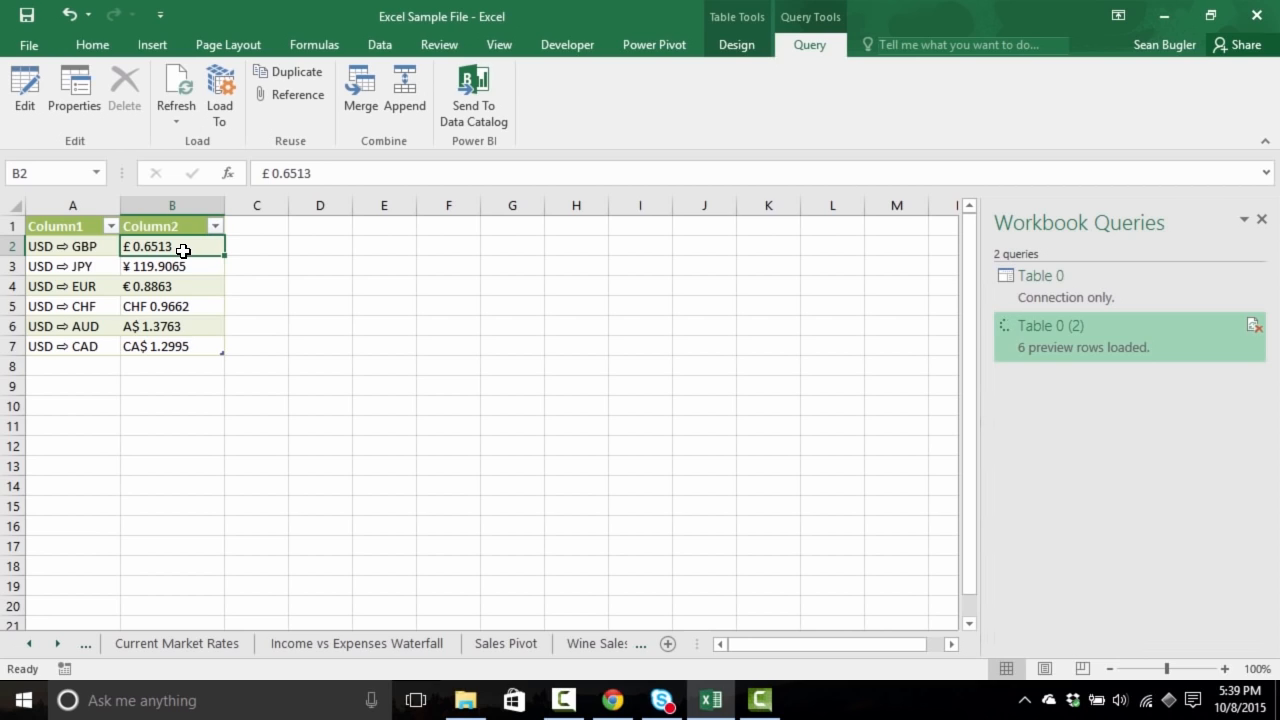 Excel Sample File - Excel
Table Tools
Query Tools
File Home Insert Page Layout Formulas Data Review View Developer Power Pivot Design Query Tell me what you want to do... Sean Bugler Share
Edit Properties Delete Refresh Load To Duplicate Reference Merge Append Send To Data Catalog
Edit Load Reuse Combine Power BI
B2 fx £ 0.6513
A B C D E F G H I J K L M
1 Column1 Column2
2 USD ⇨ GBP £ 0.6513
3 USD ⇨ JPY ¥ 119.9065
4 USD ⇨ EUR € 0.8863
5 USD ⇨ CHF CHF 0.9662
6 USD ⇨ AUD A$ 1.3763
7 USD ⇨ CAD CA$ 1.2995
8
9
10
11
12
13
14
15
16
17
18
19
20
21
Workbook Queries
2 queries
Table 0
Connection only.
Table 0 (2)
6 preview rows loaded.
... Current Market Rates Income vs Expenses Waterfall Sales Pivot Wine Sales ...
Ready 100%
Ask me anything
5:39 PM
10/8/2015